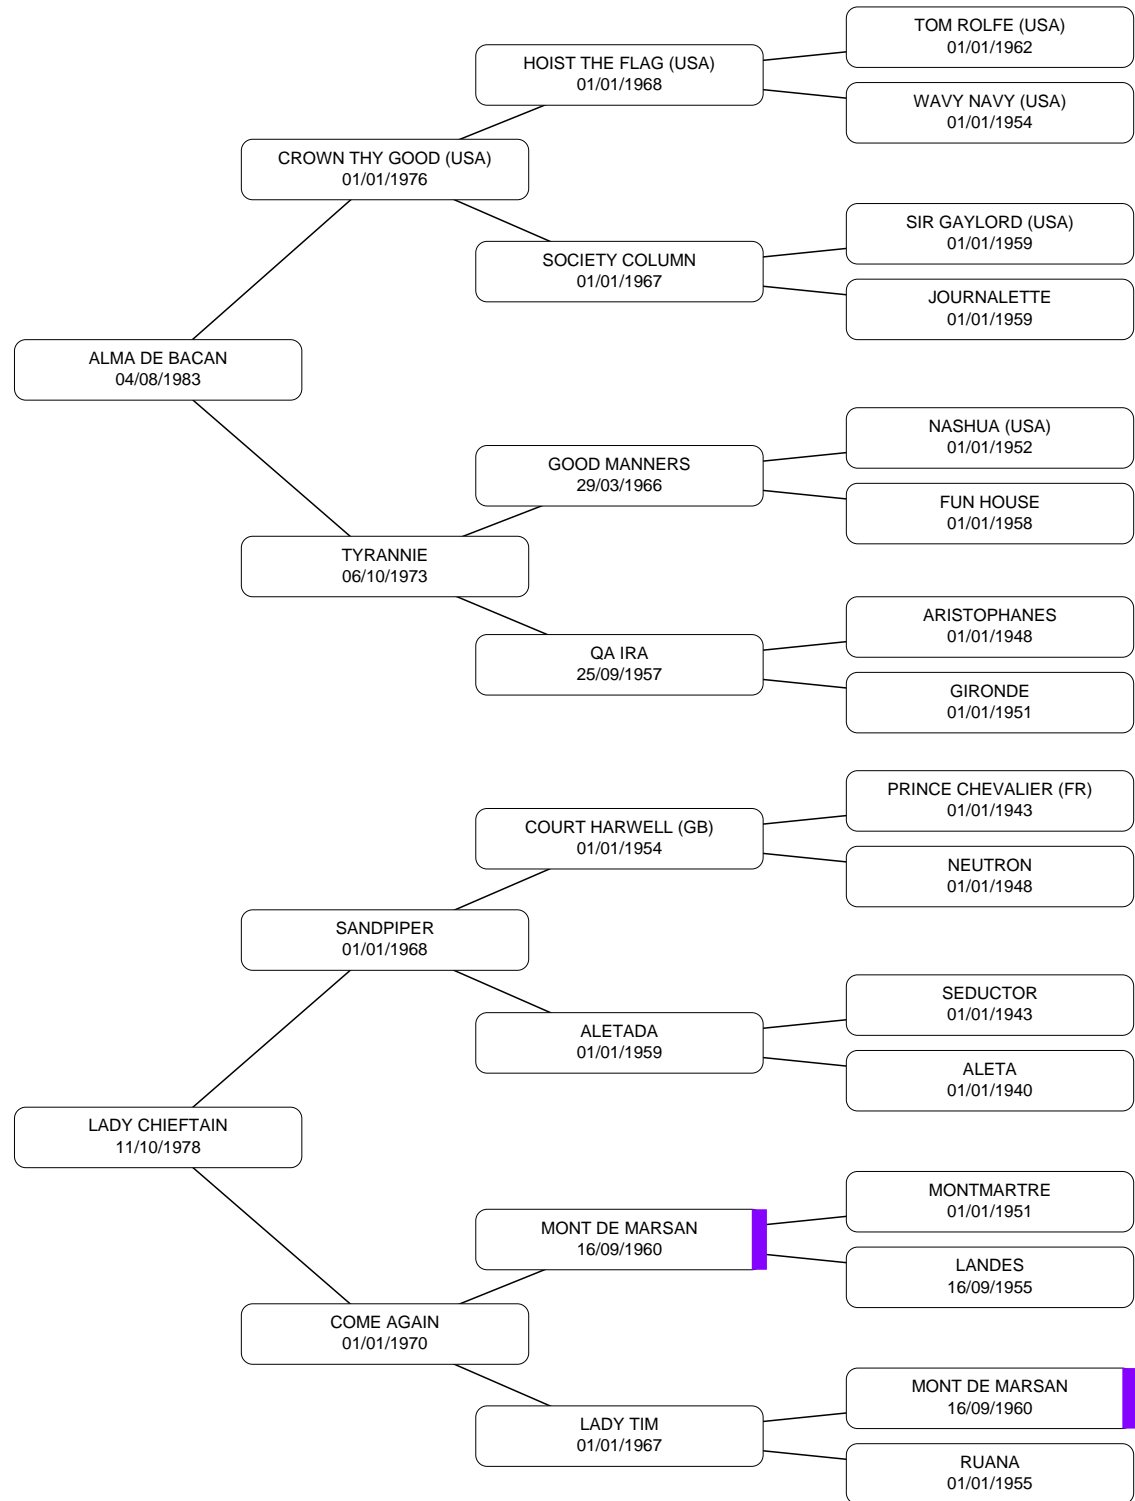 TOM ROLFE (USA)
01/01/1962
HOIST THE FLAG (USA)
01/01/1968
WAVY NAVY (USA)
01/01/1954
CROWN THY GOOD (USA)
01/01/1976
SIR GAYLORD (USA)
01/01/1959
SOCIETY COLUMN
01/01/1967
JOURNALETTE
01/01/1959
ALMA DE BACAN
04/08/1983
NASHUA (USA)
01/01/1952
GOOD MANNERS
29/03/1966
FUN HOUSE
01/01/1958
TYRANNIE
06/10/1973
ARISTOPHANES
01/01/1948
QA IRA
25/09/1957
GIRONDE
01/01/1951
PRINCE CHEVALIER (FR)
01/01/1943
COURT HARWELL (GB)
01/01/1954
NEUTRON
01/01/1948
SANDPIPER
01/01/1968
SEDUCTOR
01/01/1943
ALETADA
01/01/1959
ALETA
01/01/1940
LADY CHIEFTAIN
11/10/1978
MONTMARTRE
01/01/1951
MONT DE MARSAN
16/09/1960
LANDES
16/09/1955
COME AGAIN
01/01/1970
MONT DE MARSAN
16/09/1960
LADY TIM
01/01/1967
RUANA
01/01/1955